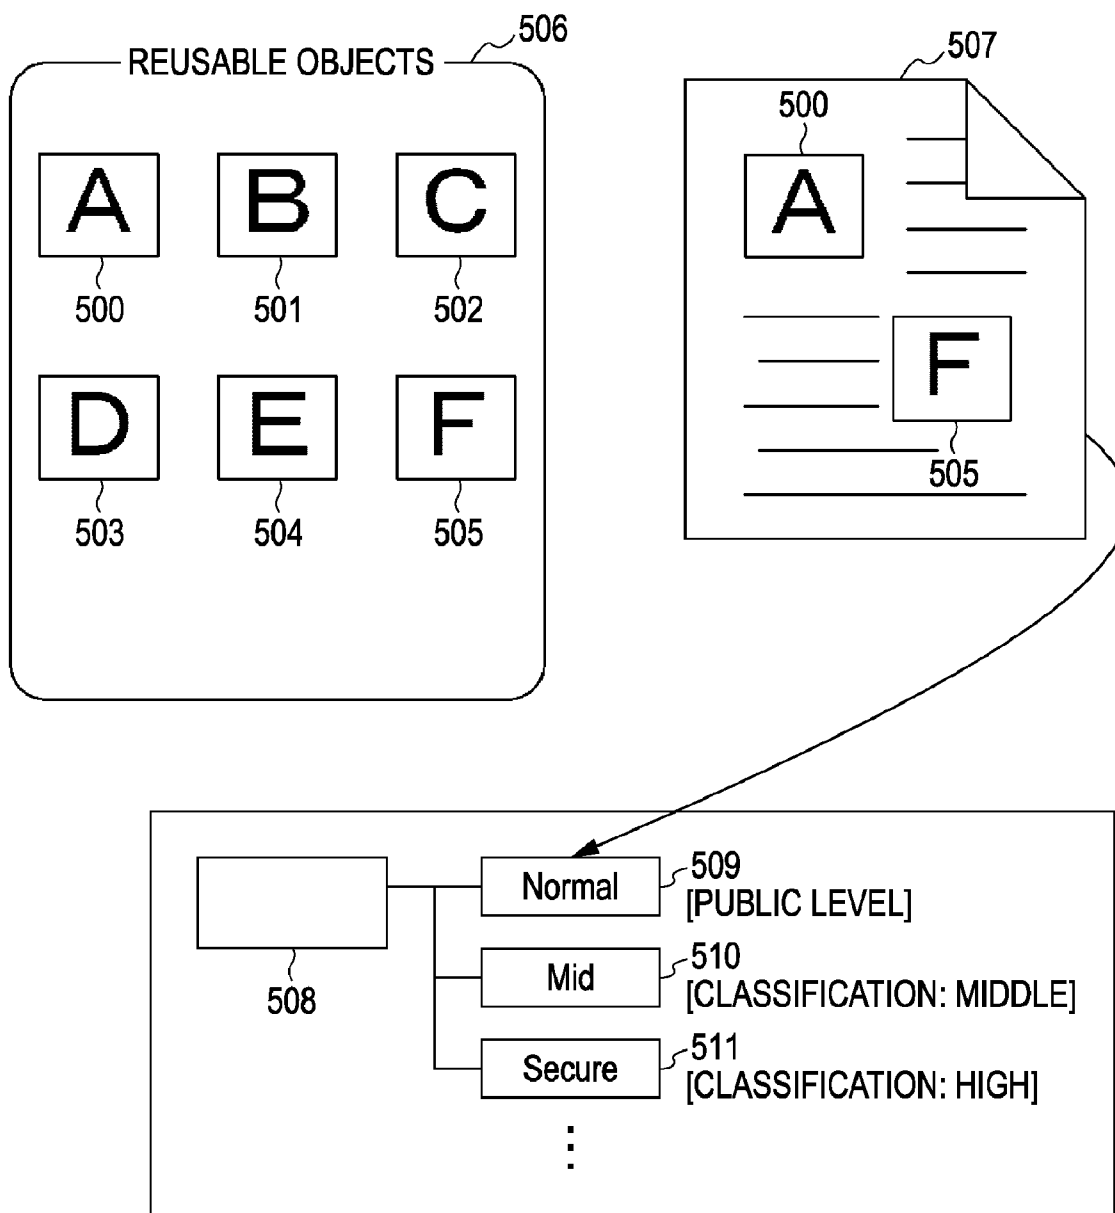 506
REUSABLE OBJECTS
A B C
500 501 502
D E F
503 504 505
507
500
A
F
505
508
Normal
509
[PUBLIC LEVEL]
Mid
510
[CLASSIFICATION: MIDDLE]
Secure
511
[CLASSIFICATION: HIGH]